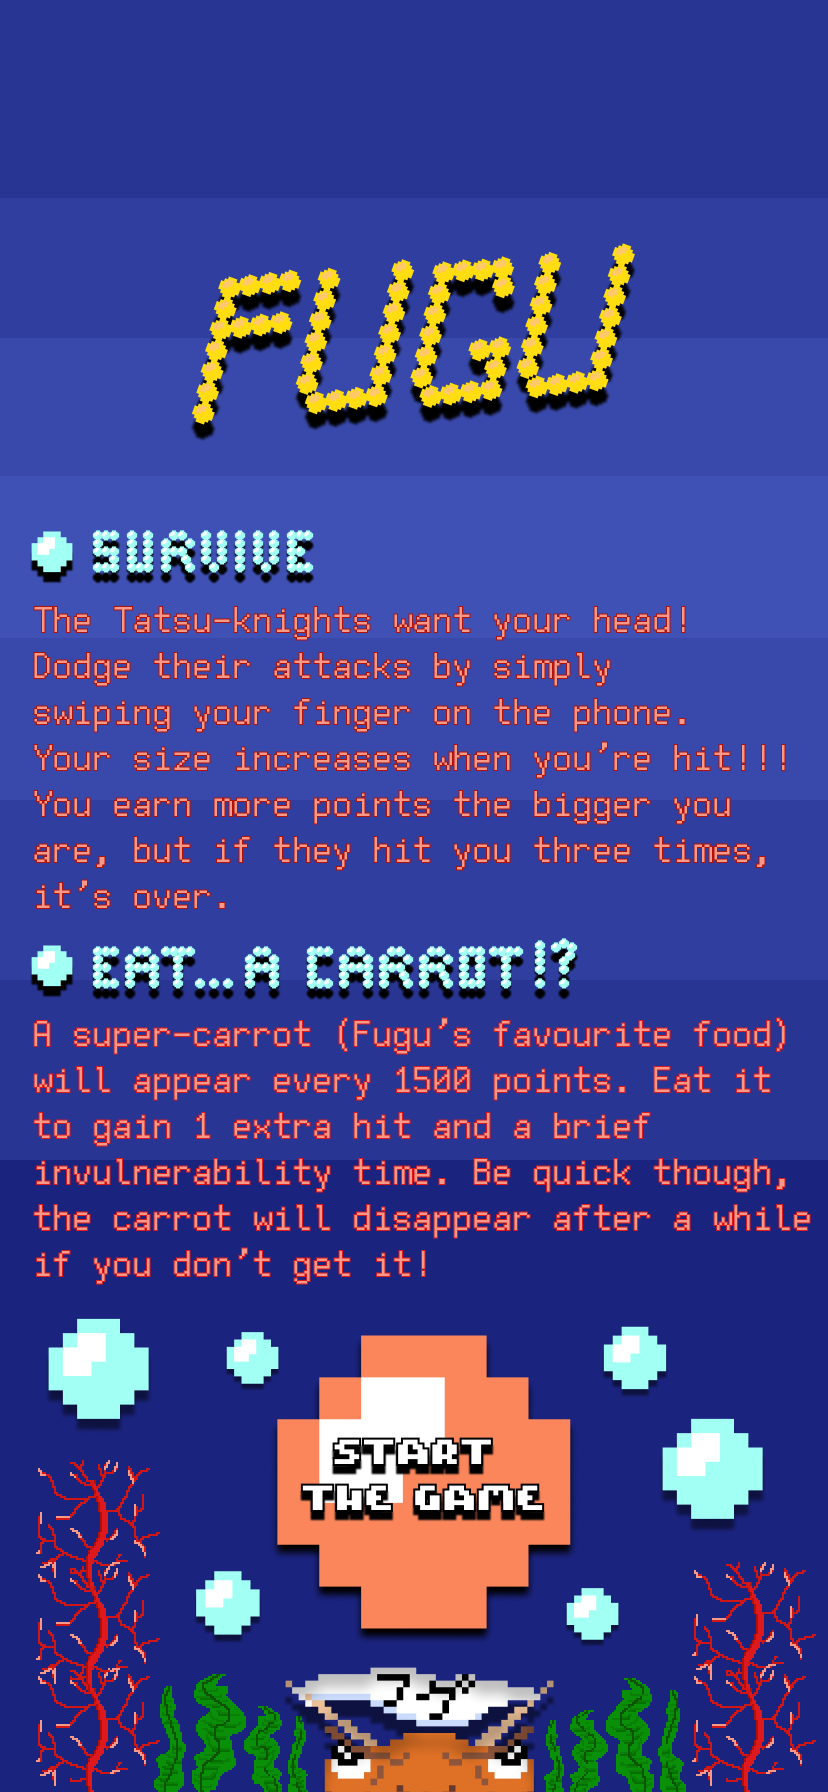 FUGU
SURVIVE
The Tatsu-knights want your head!
Dodge their attacks by simply
swiping your finger on the phone.
Your size increases when you’re hit!!!
You earn more points the bigger you
are, but if they hit you three times,
it’s over.
EAT...A CARROT!?
A super-carrot (Fugu’s favourite food)
will appear every 1500 points. Eat it
to gain 1 extra hit and a brief
invulnerability time. Be quick though,
the carrot will disappear after a while
if you don’t get it!
START
THE GAME
フグ